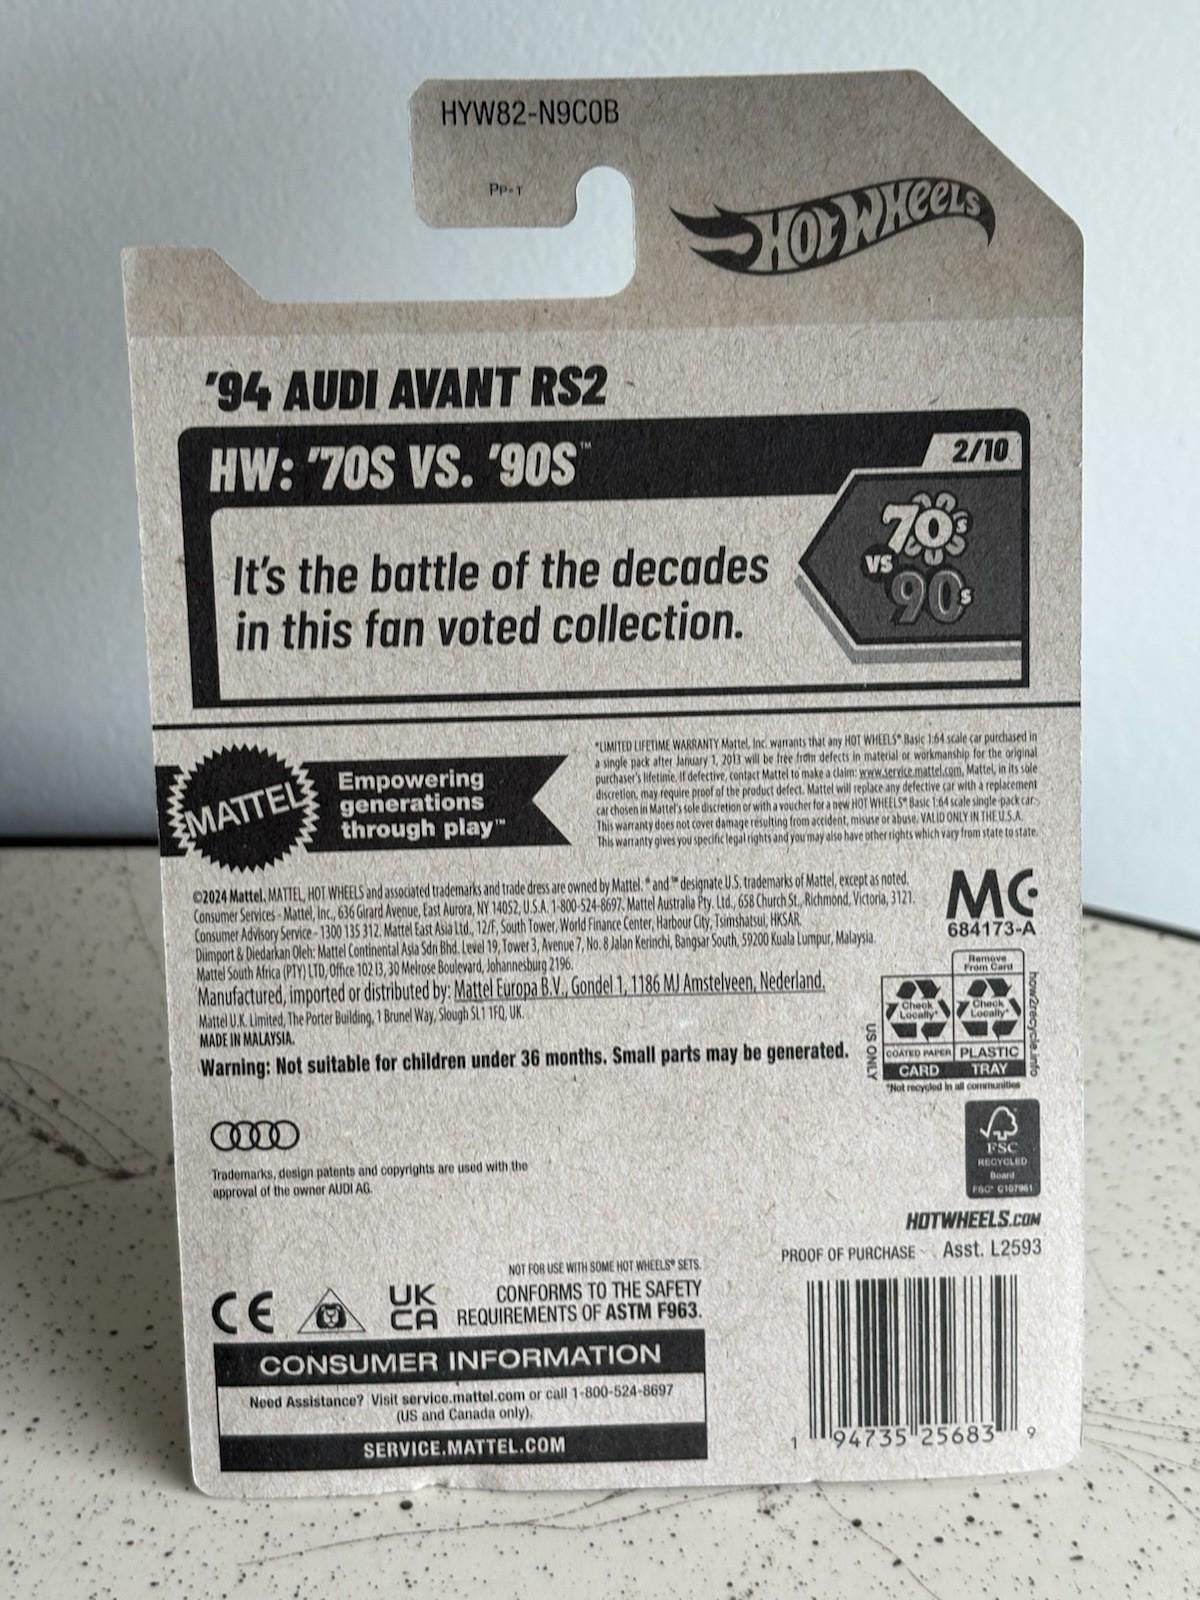 HYW82-N9C0B
PP-T
HOT WHEELS
'94 AUDI AVANT RS2
HW: '70S VS. '90S™
2/10
70s
vs
90s
It's the battle of the decades
in this fan voted collection.
MATTEL
Empowering
generations
through play™
*LIMITED LIFETIME WARRANTY Mattel, Inc. warrants that any HOT WHEELS® Basic 1:64 scale car purchased in
a single pack after January 1, 2013 will be free from defects in material or workmanship for the original
purchaser's lifetime. If defective, contact Mattel to make a claim: www.service.mattel.com. Mattel, in its sole
discretion, may require proof of the product defect. Mattel will replace any defective car with a replacement
car chosen in Mattel's sole discretion or with a voucher for a new HOT WHEELS® Basic 1:64 scale single-pack car.
This warranty does not cover damage resulting from accident, misuse or abuse. VALID ONLY IN THE U.S.A.
This warranty gives you specific legal rights and you may also have other rights which vary from state to state.
©2024 Mattel. MATTEL, HOT WHEELS and associated trademarks and trade dress are owned by Mattel. ® and ™ designate U.S. trademarks of Mattel, except as noted.
Consumer Services - Mattel, Inc., 636 Girard Avenue, East Aurora, NY 14052, U.S.A. 1-800-524-8697. Mattel Australia Pty. Ltd., 658 Church St., Richmond, Victoria, 3121.
Consumer Advisory Service - 1300 135 312. Mattel East Asia Ltd., 12/F, South Tower, World Finance Center, Harbour City, Tsimshatsui, HKSAR.
Diimport & Diedarkan Oleh: Mattel Continental Asia Sdn Bhd. Level 19, Tower 3, Avenue 7, No. 8 Jalan Kerinchi, Bangsar South, 59200 Kuala Lumpur, Malaysia.
Mattel South Africa (PTY) LTD, Office 102 I3, 30 Melrose Boulevard, Johannesburg 2196.
Manufactured, imported or distributed by: Mattel Europa B.V., Gondel 1, 1186 MJ Amstelveen, Nederland.
Mattel U.K. Limited, The Porter Building, 1 Brunel Way, Slough SL1 1FQ, UK.
MADE IN MALAYSIA.
Warning: Not suitable for children under 36 months. Small parts may be generated.
MC
684173-A
Remove
From Card
Check
Locally*
Check
Locally*
COATED PAPER
PLASTIC
CARD
TRAY
US ONLY
how2recycle.info
*Not recycled in all communities
FSC
RECYCLED
Board
FSC® C107961
Trademarks, design patents and copyrights are used with the
approval of the owner AUDI AG.
HOTWHEELS.COM
PROOF OF PURCHASE
Asst. L2593
NOT FOR USE WITH SOME HOT WHEELS® SETS.
CE
UK
CA
CONFORMS TO THE SAFETY
REQUIREMENTS OF ASTM F963.
CONSUMER INFORMATION
Need Assistance? Visit service.mattel.com or call 1-800-524-8697
(US and Canada only).
SERVICE.MATTEL.COM
1 94735 25683 9